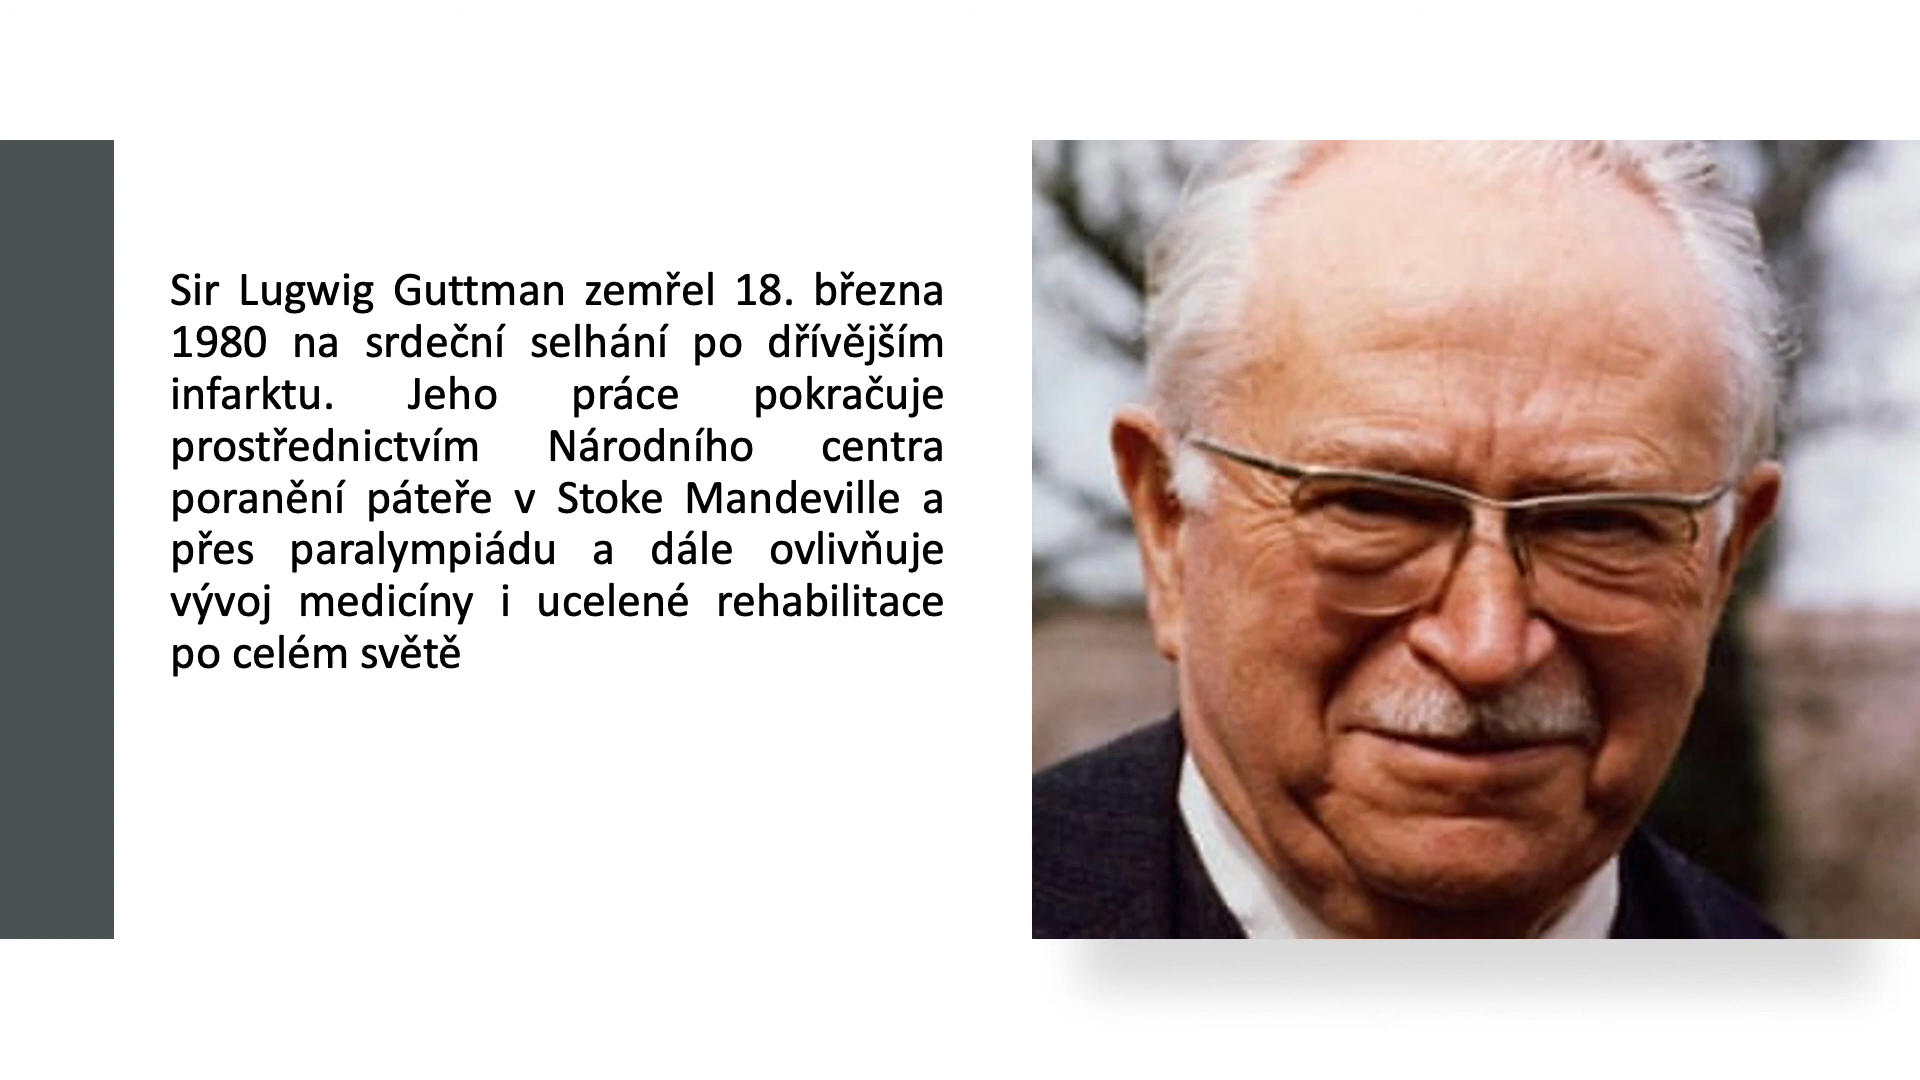 Sir Lugwig Guttman zemřel 18. března
1980 na srdeční selhání po dřívějším
infarktu. Jeho práce pokračuje
prostřednictvím Národního centra
poranění páteře v Stoke Mandeville a
přes paralympiádu a dále ovlivňuje
vývoj medicíny i ucelené rehabilitace
po celém světě